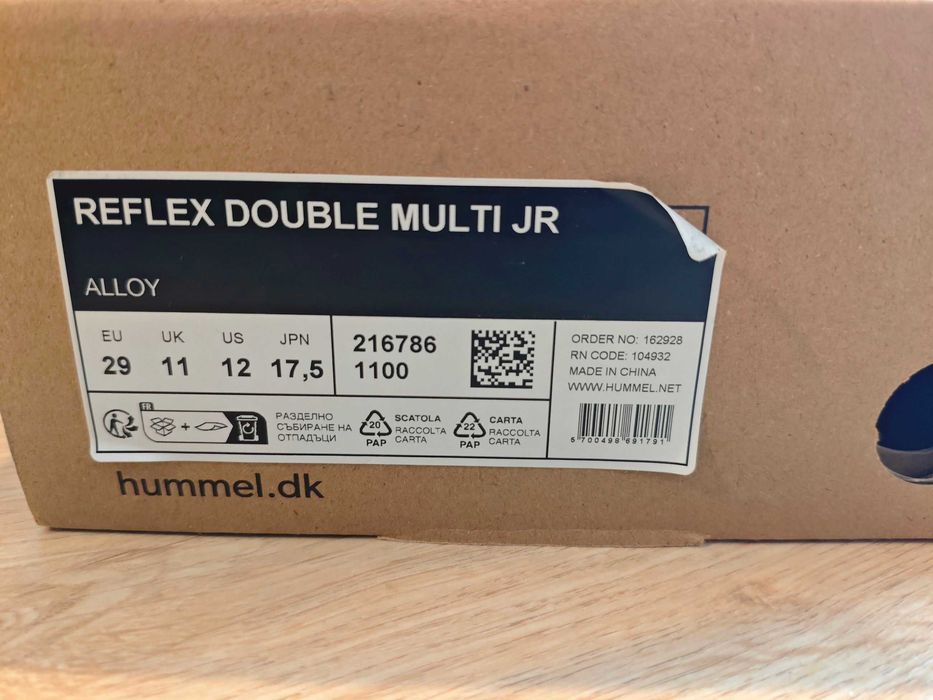 REFLEX DOUBLE MULTI JR
ALLOY
EU UK US JPN
29 11 12 17,5
216786
1100
ORDER NO: 162928
RN CODE: 104932
MADE IN CHINA
WWW.HUMMEL.NET
5 700498 691791
FR
+
РАЗДЕЛНО
СЪБИРАНЕ НА
ОТПАДЪЦИ
20
PAP
SCATOLA
RACCOLTA
CARTA
22
PAP
CARTA
RACCOLTA
CARTA
hummel.dk